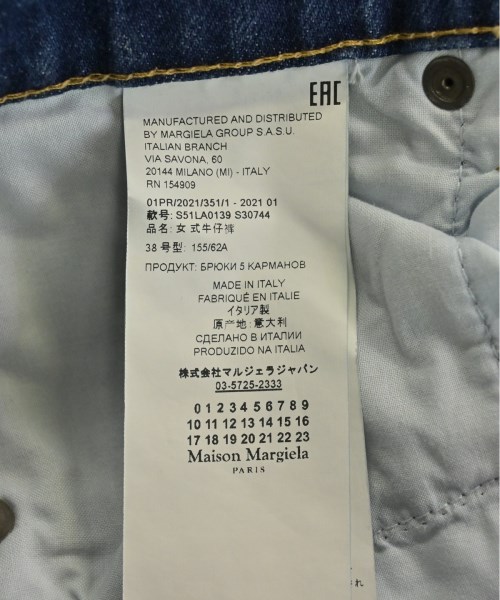 EAC
MANUFACTURED AND DISTRIBUTED
BY MARGIELA GROUP S.A.S.U.
ITALIAN BRANCH
VIA SAVONA, 60
20144 MILANO (MI) - ITALY
RN 154909
01PR/2021/351/1 - 2021 01
款号: S51LA0139 S30744
品名: 女 式牛仔裤
38 号型: 155/62A
ПРОДУКТ: БРЮКИ 5 КАРМАНОВ
MADE IN ITALY
FABRIQUÉ EN ITALIE
イタリア製
原产地: 意大利
СДЕЛАНО В ИТАЛИИ
PRODUZIDO NA ITALIA
株式会社マルジェラジャパン
03-5725-2333
0 1 2 3 4 5 6 7 8 9
10 11 12 13 14 15 16
17 18 19 20 21 22 23
Maison Margiela
PARIS
れ